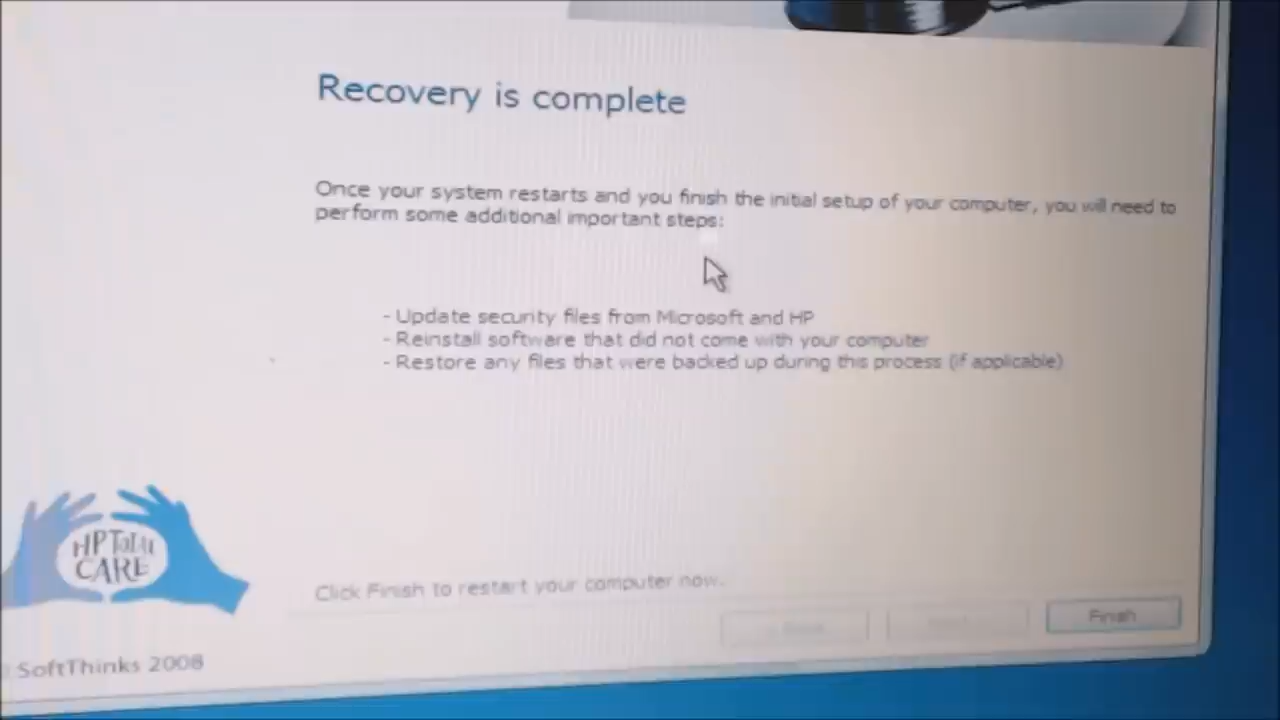 Recovery is complete
Once your system restarts and you finish the initial setup of your computer, you will need to
perform some additional important steps:
- Update security files from Microsoft and HP
- Reinstall software that did not come with your computer
- Restore any files that were backed up during this process (if applicable)
HP Total
CARE
Click Finish to restart your computer now.
Finish
SoftThinks 2008